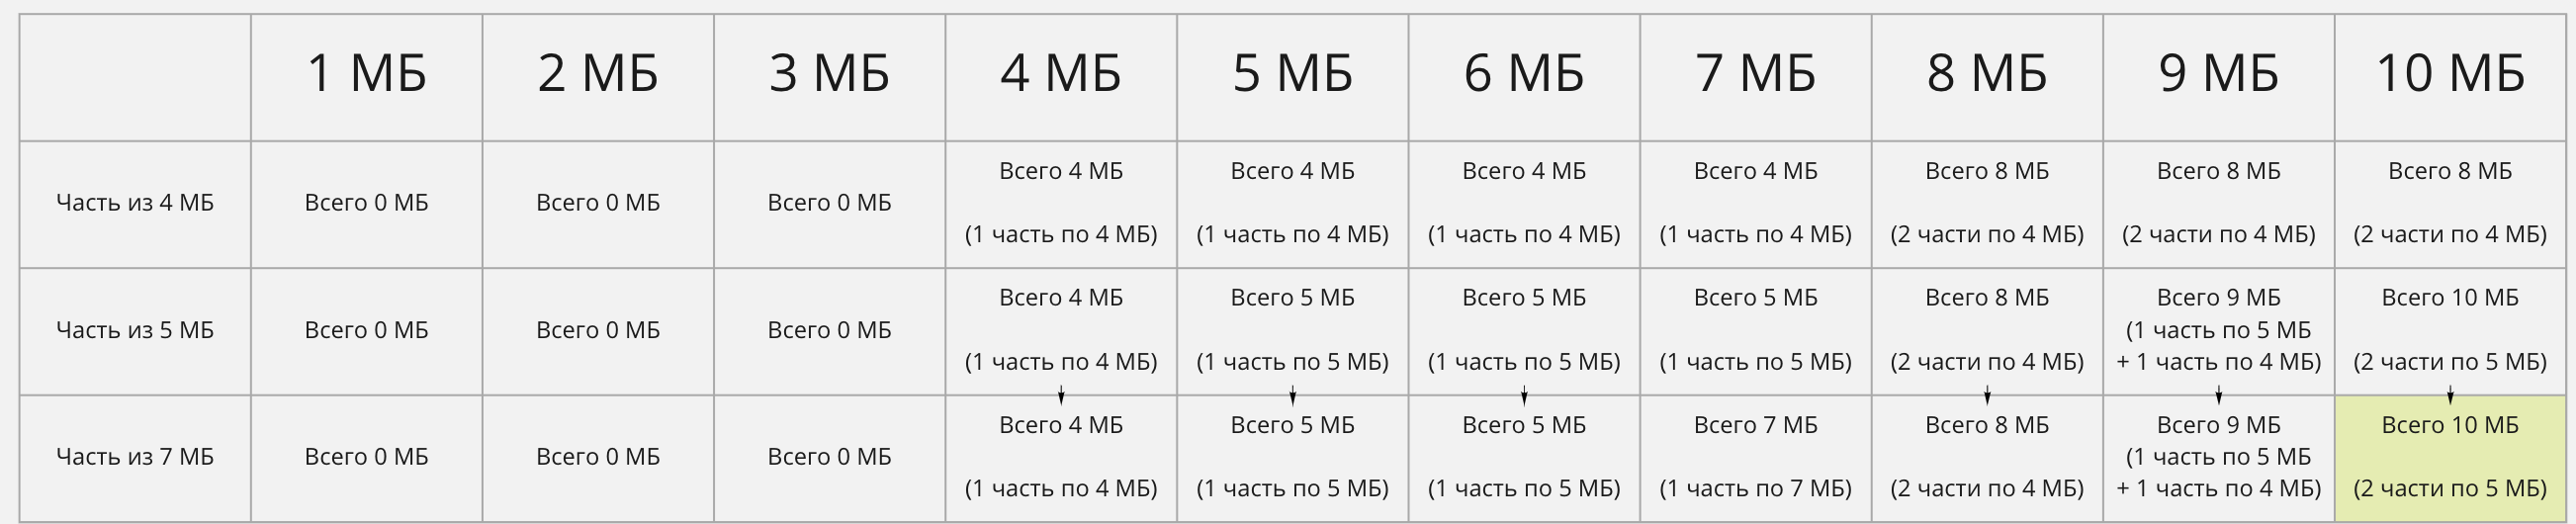 1 МБ 2 МБ 3 МБ 4 МБ 5 МБ 6 МБ 7 МБ 8 МБ 9 МБ 10 МБ
Всего 4 МБ Всего 4 МБ Всего 4 МБ Всего 4 МБ Всего 8 МБ Всего 8 МБ Всего 8 МБ
Часть из 4 МБ Всего 0 МБ Всего 0 МБ Всего 0 МБ
(1 часть по 4 МБ) (1 часть по 4 МБ) (1 часть по 4 МБ) (1 часть по 4 МБ) (2 части по 4 МБ) (2 части по 4 МБ) (2 части по 4 МБ)
Всего 4 МБ Всего 5 МБ Всего 5 МБ Всего 5 МБ Всего 8 МБ Всего 9 МБ Всего 10 МБ
Часть из 5 МБ Всего 0 МБ Всего 0 МБ Всего 0 МБ (1 часть по 5 МБ
(1 часть по 4 МБ) (1 часть по 5 МБ) (1 часть по 5 МБ) (1 часть по 5 МБ) (2 части по 4 МБ) + 1 часть по 4 МБ) (2 части по 5 МБ)
Всего 4 МБ Всего 5 МБ Всего 5 МБ Всего 7 МБ Всего 8 МБ Всего 9 МБ Всего 10 МБ
Часть из 7 МБ Всего 0 МБ Всего 0 МБ Всего 0 МБ (1 часть по 5 МБ
(1 часть по 4 МБ) (1 часть по 5 МБ) (1 часть по 5 МБ) (1 часть по 7 МБ) (2 части по 4 МБ) + 1 часть по 4 МБ) (2 части по 5 МБ)